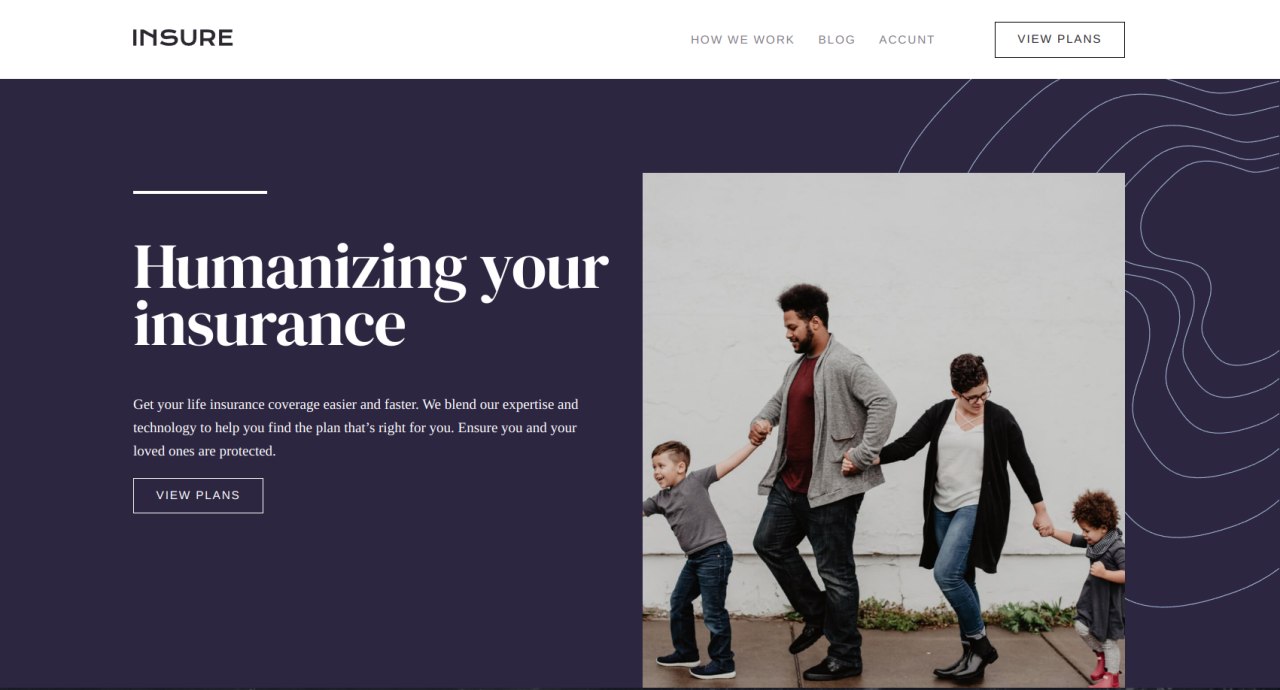 INSURE
HOW WE WORK
BLOG
ACCUNT
VIEW PLANS
Humanizing your
insurance
Get your life insurance coverage easier and faster. We blend our expertise and
technology to help you find the plan that’s right for you. Ensure you and your
loved ones are protected.
VIEW PLANS